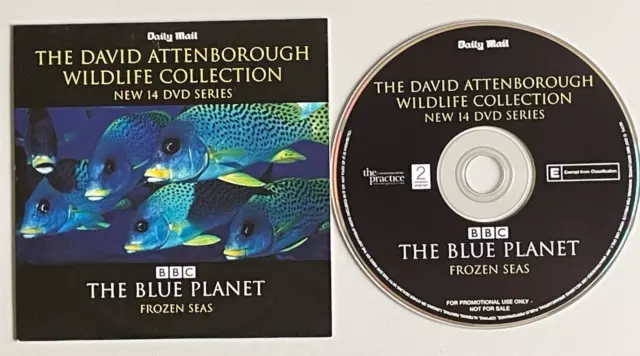 Daily Mail
THE DAVID ATTENBOROUGH
WILDLIFE COLLECTION
NEW 14 DVD SERIES
BBC
THE BLUE PLANET
FROZEN SEAS
Daily Mail
THE DAVID ATTENBOROUGH
WILDLIFE COLLECTION
NEW 14 DVD SERIES
the
practice
2
E Exempt from Classification
BBC
THE BLUE PLANET
FROZEN SEAS
FOR PROMOTIONAL USE ONLY -
NOT FOR SALE